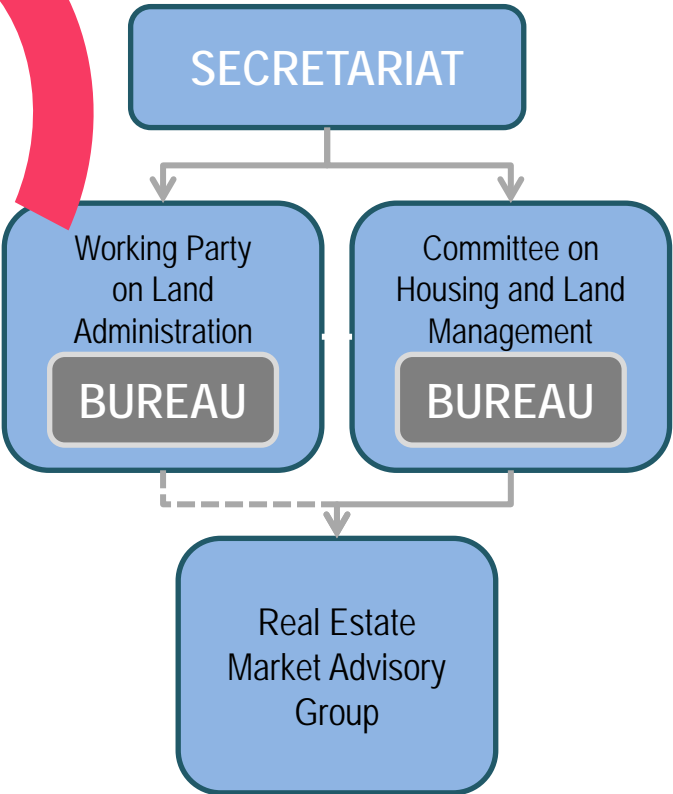 SECRETARIAT
Working Party
on Land
Administration
BUREAU
Committee on
Housing and Land
Management
BUREAU
Real Estate
Market Advisory
Group